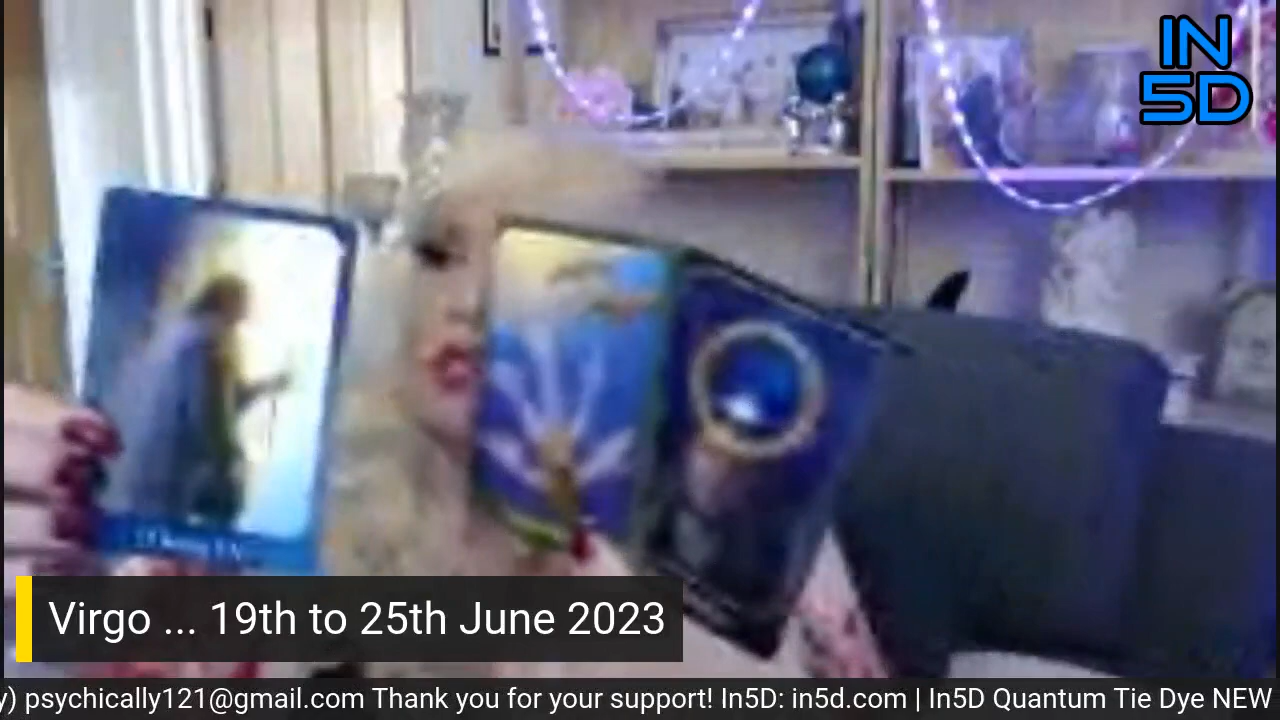 IN
5D
Virgo ... 19th to 25th June 2023
y) psychically121@gmail.com Thank you for your support! In5D: in5d.com | In5D Quantum Tie Dye NEW